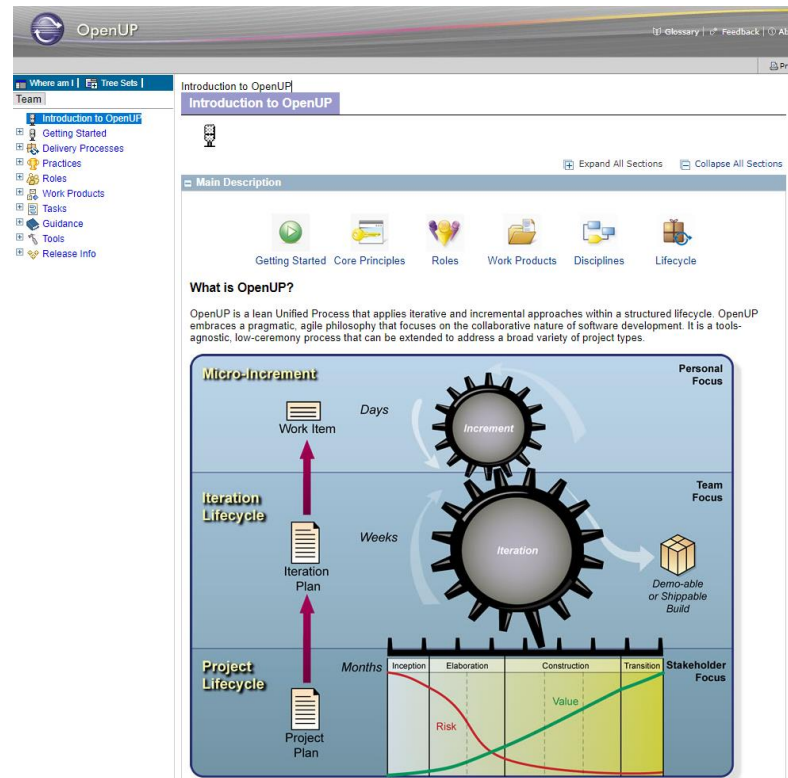 OpenUP
Glossary | Feedback | Ab
Pr
Where am I | Tree Sets |
Team
Introduction to OpenUP
Getting Started
Delivery Processes
Practices
Roles
Work Products
Tasks
Guidance
Tools
Release Info
Introduction to OpenUP
Introduction to OpenUP
Expand All Sections Collapse All Sections
Main Description
Getting Started Core Principles Roles Work Products Disciplines Lifecycle
What is OpenUP?
OpenUP is a lean Unified Process that applies iterative and incremental approaches within a structured lifecycle. OpenUP
embraces a pragmatic, agile philosophy that focuses on the collaborative nature of software development. It is a tools-
agnostic, low-ceremony process that can be extended to address a broad variety of project types.
Micro-Increment
Personal
Focus
Days
Work Item
Increment
Iteration
Lifecycle
Team
Focus
Weeks
Iteration
Iteration
Plan
Demo-able
or Shippable
Build
Project
Lifecycle
Months
Inception Elaboration Construction Transition
Stakeholder
Focus
Value
Risk
Project
Plan